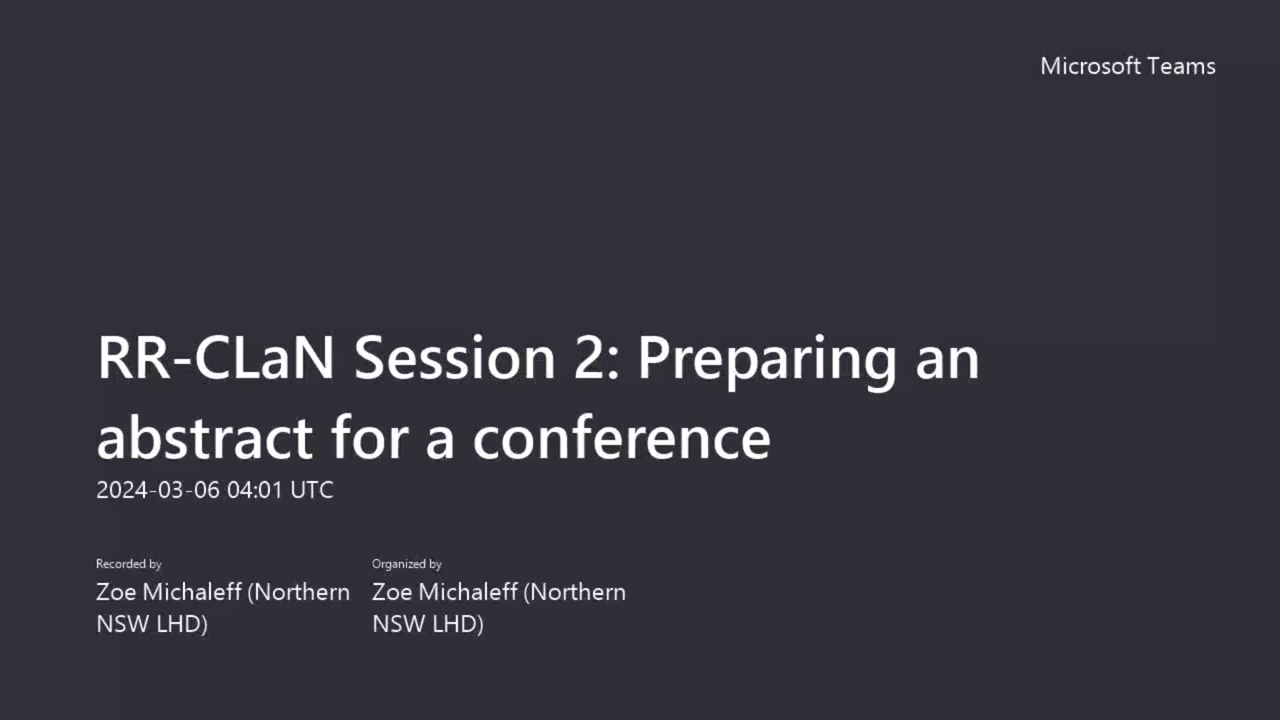 Microsoft Teams
RR-CLaN Session 2: Preparing an
abstract for a conference
2024-03-06 04:01 UTC
Recorded by
Organized by
Zoe Michaleff (Northern
NSW LHD)
Zoe Michaleff (Northern
NSW LHD)